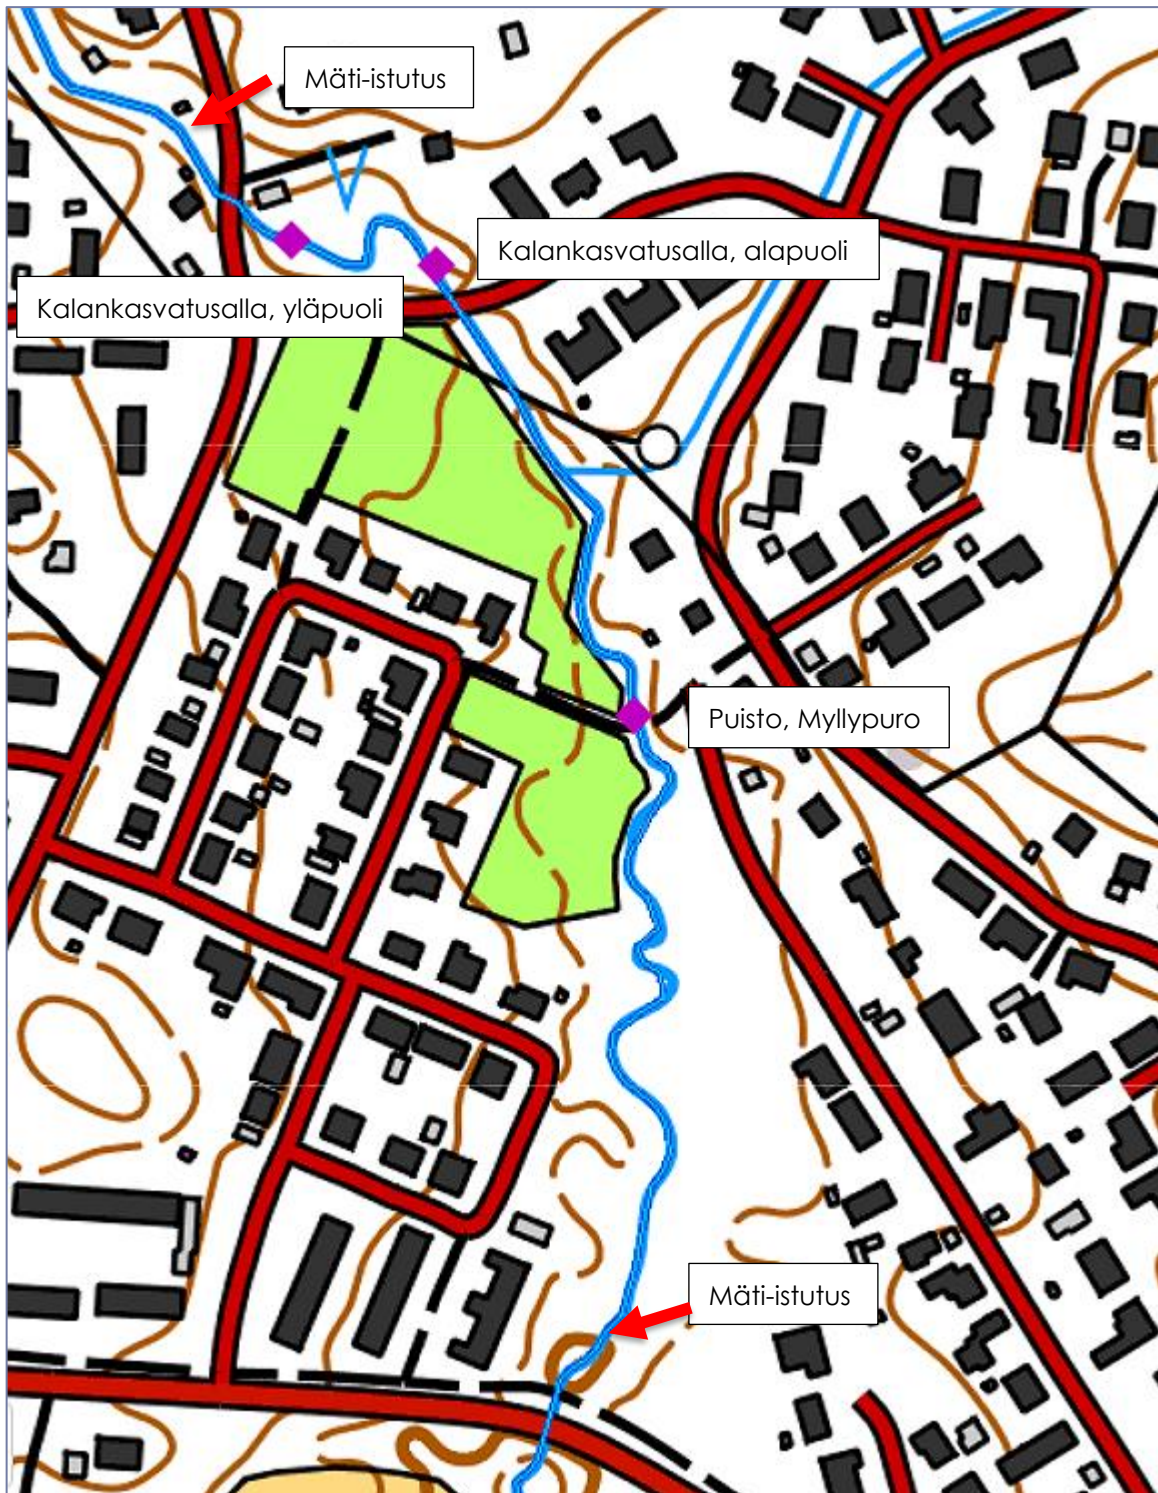 Mäti-istutus
Kalankasvatusalla, alapuoli
Kalankasvatusalla, yläpuoli
Puisto, Myllypuro
Mäti-istutus